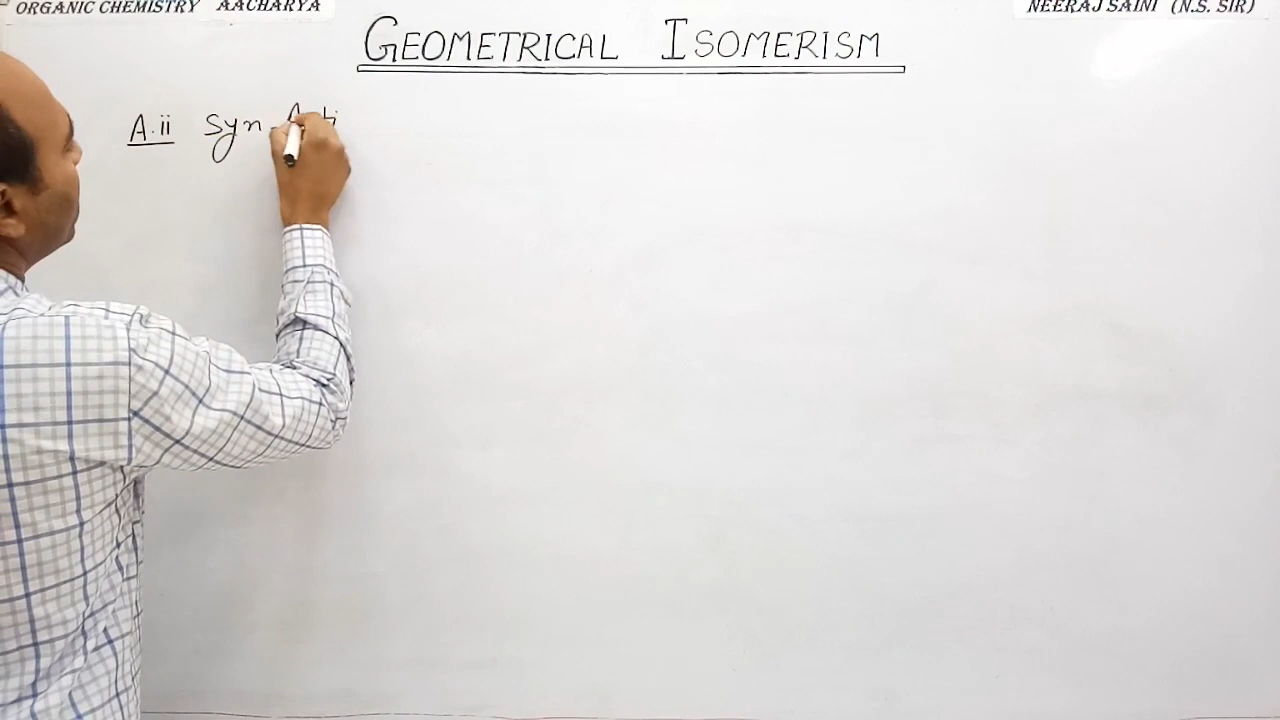 ORGANIC CHEMISTRY AACHARYA
NEERAJ SAINI (N.S. SIR)
GEOMETRICAL ISOMERISM
A.ii Syn